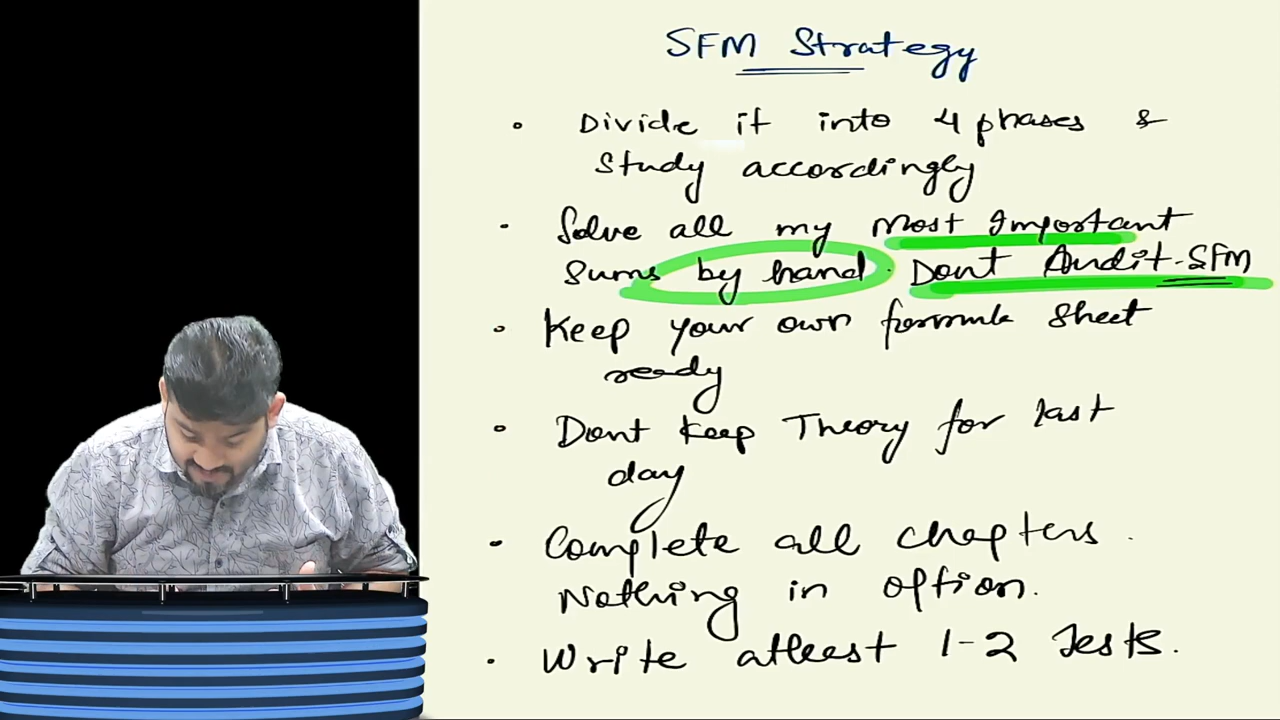 SFM Strategy
• Divide it into 4 phases &
Study accordingly
• Solve all my Most Important
Sums by hand. Dont Audit-SFM
• Keep your own formula Sheet
ready
• Dont keep Theory for last
day
• Complete all chapters.
Nothing in option.
• Write atleest 1-2 Tests.